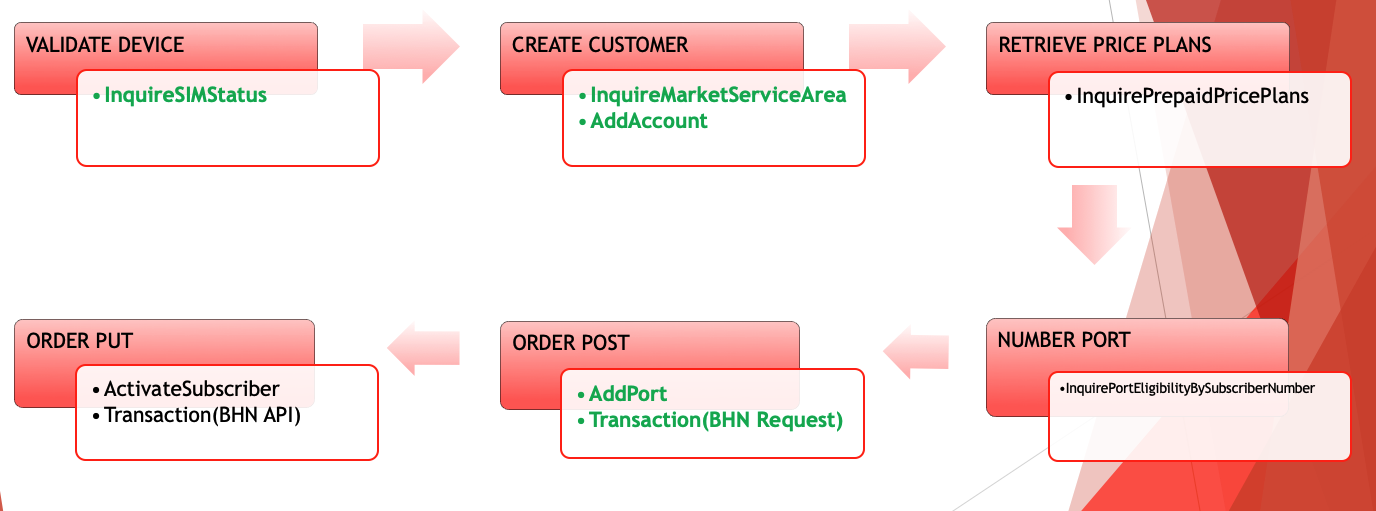 VALIDATE DEVICE
• InquireSIMStatus
CREATE CUSTOMER
• InquireMarketServiceArea
• AddAccount
RETRIEVE PRICE PLANS
• InquirePrepaidPricePlans
NUMBER PORT
•InquirePortEligibilityBySubscriberNumber
ORDER POST
• AddPort
• Transaction(BHN Request)
ORDER PUT
• ActivateSubscriber
• Transaction(BHN API)